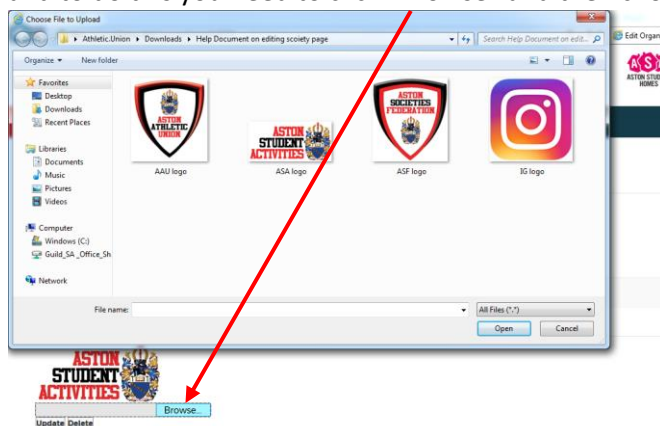 Choose File to Upload
Athletic.Union ▸ Downloads ▸ Help Document on editing scoiety page
Search Help Document on edit...
Edit Organ
Organize
New folder
ASTON STUD
HOMES
Favorites
Desktop
Downloads
Recent Places
Libraries
Documents
Music
Pictures
Videos
Computer
Windows (C:)
Guild_SA _Office_Sh
Network
ASTON
ATHLETIC
UNION
AAU logo
ASTON
STUDENT
ACTIVITIES
ASA logo
ASTON
SOCIETIES
FEDERATION
ASF logo
IG logo
File name:
All Files (*.*)
Open
Cancel
ASTON
STUDENT
ACTIVITIES
Browse...
Update Delete